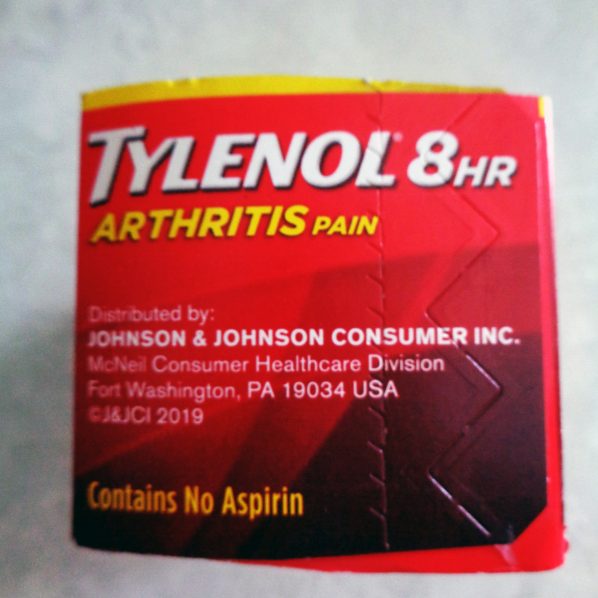 TYLENOL® 8HR
ARTHRITIS PAIN
Distributed by:
JOHNSON & JOHNSON CONSUMER INC.
McNeil Consumer Healthcare Division
Fort Washington, PA 19034 USA
©J&JCI 2019
Contains No Aspirin